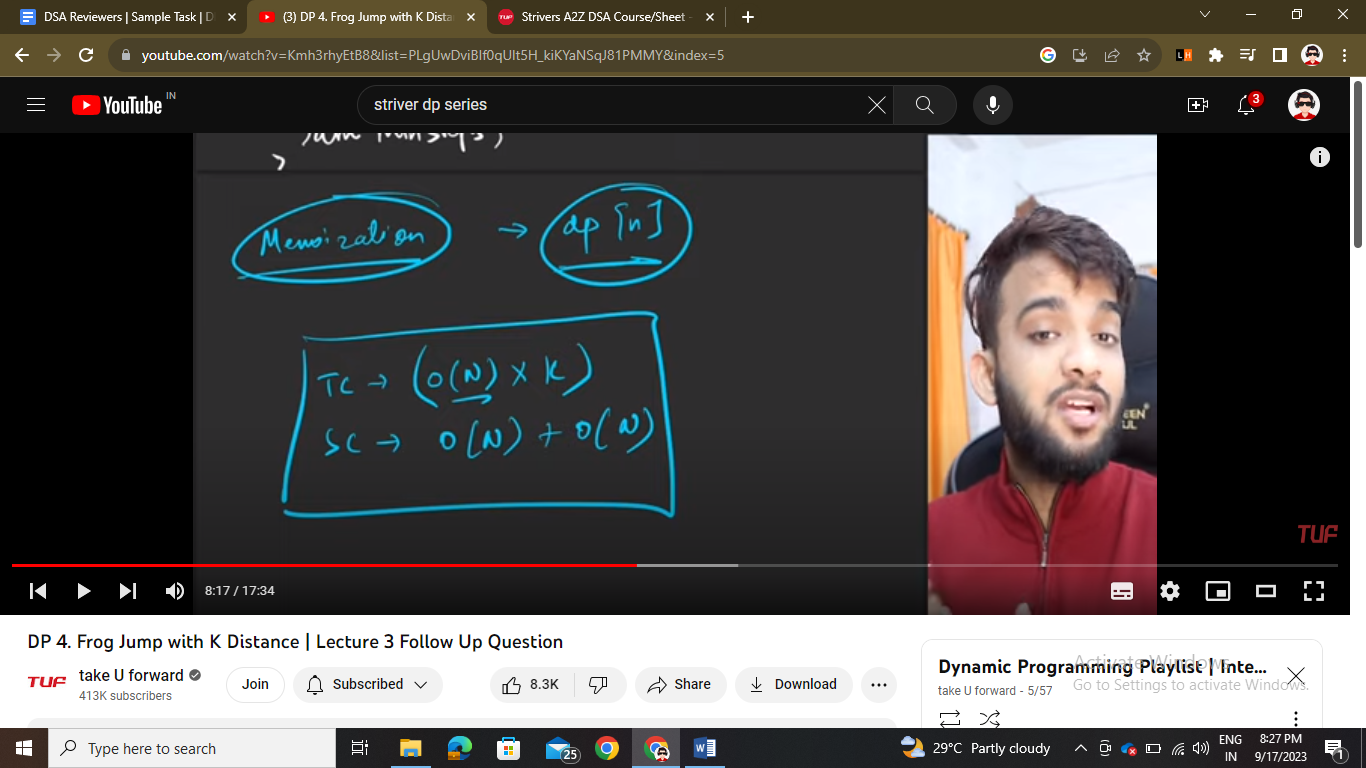 DSA Reviewers | Sample Task | D
(3) DP 4. Frog Jump with K Dista
Strivers A2Z DSA Course/Sheet -
youtube.com/watch?v=Kmh3rhyEtB8&list=PLgUwDviBIf0qUlt5H_kiKYaNSqJ81PMMY&index=5
YouTube IN
striver dp series
3
Memoization → dp [n]
TC → (O(N) x K)
SC → O(N) + O(N)
TUF
8:17 / 17:34
DP 4. Frog Jump with K Distance | Lecture 3 Follow Up Question
TUF
take U forward
413K subscribers
Join
Subscribed
8.3K
Share
Download
Dynamic Programming Playlist | Inte...
take U forward - 5/57
Activate Windows
Go to Settings to activate Windows.
Type here to search
25
29°C Partly cloudy
ENG
IN
8:27 PM
9/17/2023
1